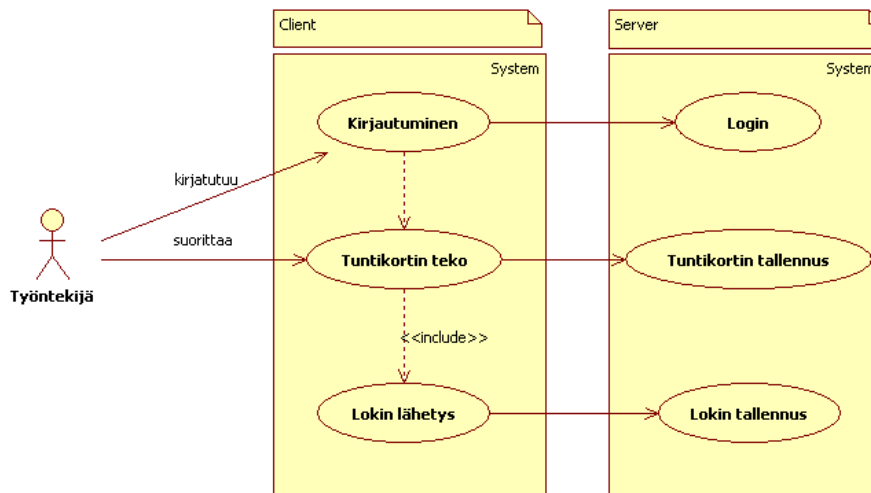 Client
Server
System
System
Kirjautuminen
Login
kirjatutuu
suorittaa
Tuntikortin teko
Tuntikortin tallennus
Työntekijä
<<include>>
Lokin lähetys
Lokin tallennus